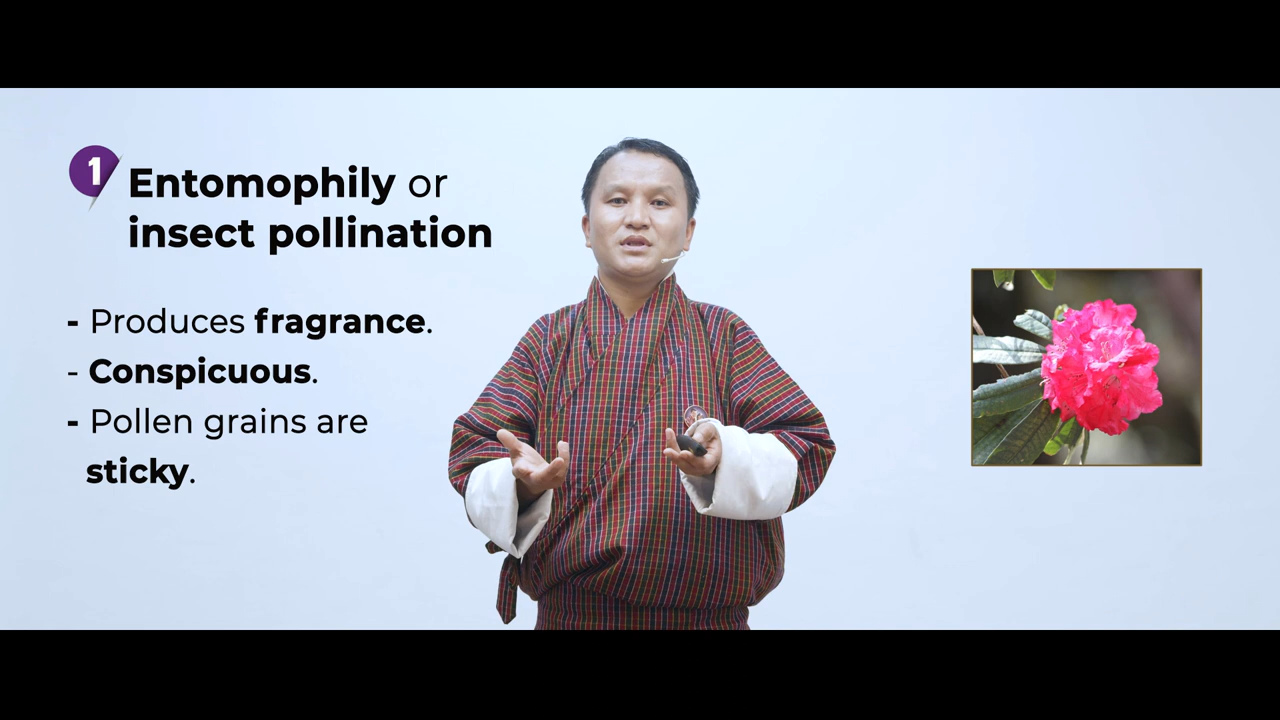 1
Entomophily or
insect pollination
- Produces fragrance.
- Conspicuous.
- Pollen grains are
sticky.